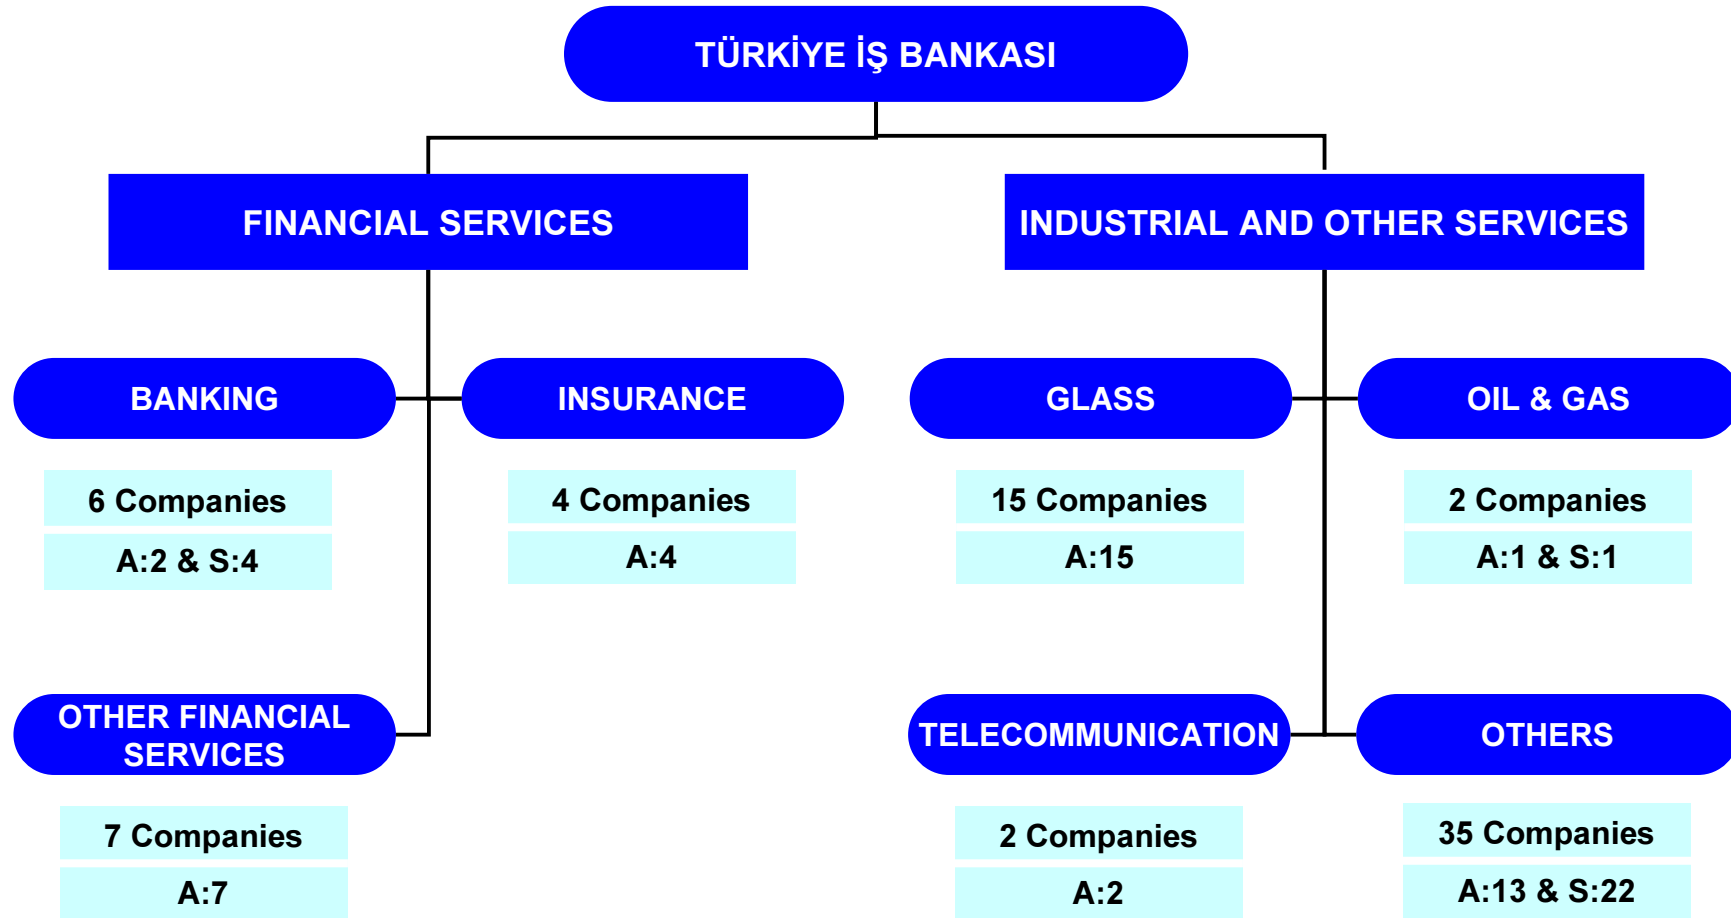 TÜRKİYE İŞ BANKASI
FINANCIAL SERVICES
INDUSTRIAL AND OTHER SERVICES
BANKING
INSURANCE
GLASS
OIL & GAS
6 Companies
4 Companies
15 Companies
2 Companies
A:2 & S:4
A:4
A:15
A:1 & S:1
OTHER FINANCIAL
SERVICES
TELECOMMUNICATION
OTHERS
7 Companies
2 Companies
35 Companies
A:7
A:2
A:13 & S:22